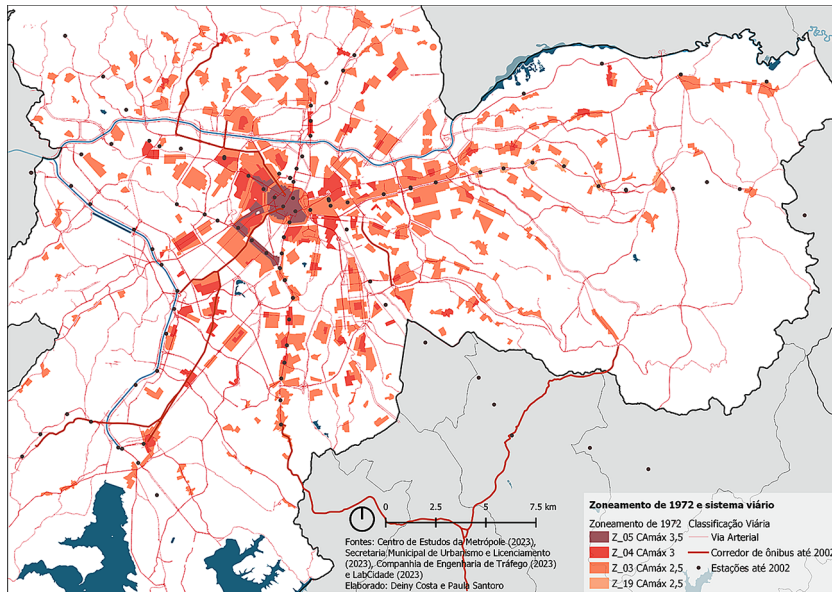 0 2.5 5 7.5 km
Fontes: Centro de Estudos da Metrópole (2023),
Secretaria Municipal de Urbanismo e Licenciamento
(2023), Companhia de Engenharia de Tráfego (2023)
e LabCidade (2023)
Elaborado: Deiny Costa e Paula Santoro
Zoneamento de 1972 e sistema viário
Zoneamento de 1972
Z_05 CAmáx 3,5
Z_04 CAmáx 3
Z_03 CAmáx 2,5
Z_19 CAmáx 2,5
Classificação Viária
Via Arterial
Corredor de ônibus até 2002
Estações até 2002